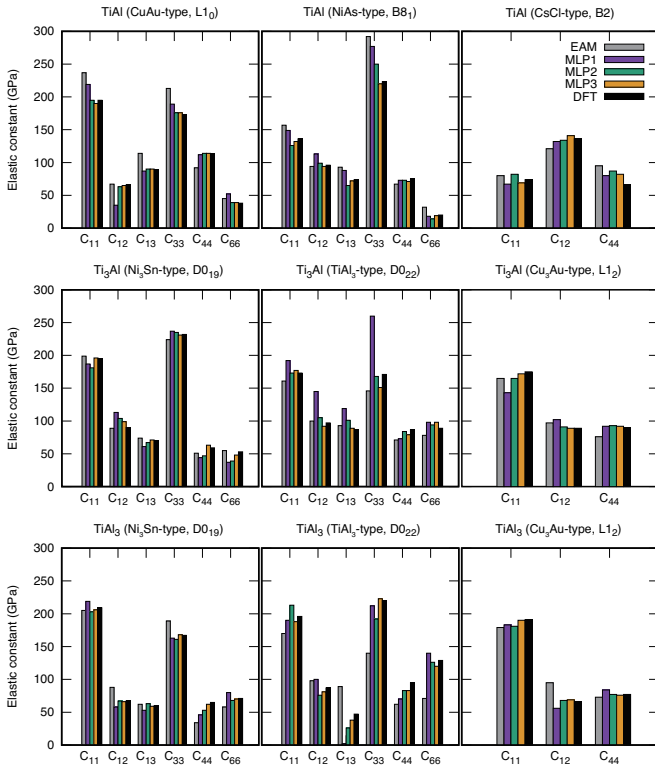 TiAl (CuAu-type, L1₀) TiAl (NiAs-type, B8₁) TiAl (CsCl-type, B2)
300
250
200
150
100
50
0
Elastic constant (GPa)
EAM
MLP1
MLP2
MLP3
DFT
C₁₁ C₁₂ C₁₃ C₃₃ C₄₄ C₆₆ C₁₁ C₁₂ C₁₃ C₃₃ C₄₄ C₆₆ C₁₁ C₁₂ C₄₄
Ti₃Al (Ni₃Sn-type, D0₁₉) Ti₃Al (TiAl₃-type, D0₂₂) Ti₃Al (Cu₃Au-type, L1₂)
300
250
200
150
100
50
0
Elastic constant (GPa)
C₁₁ C₁₂ C₁₃ C₃₃ C₄₄ C₆₆ C₁₁ C₁₂ C₁₃ C₃₃ C₄₄ C₆₆ C₁₁ C₁₂ C₄₄
TiAl₃ (Ni₃Sn-type, D0₁₉) TiAl₃ (TiAl₃-type, D0₂₂) TiAl₃ (Cu₃Au-type, L1₂)
300
250
200
150
100
50
0
Elastic constant (GPa)
C₁₁ C₁₂ C₁₃ C₃₃ C₄₄ C₆₆ C₁₁ C₁₂ C₁₃ C₃₃ C₄₄ C₆₆ C₁₁ C₁₂ C₄₄